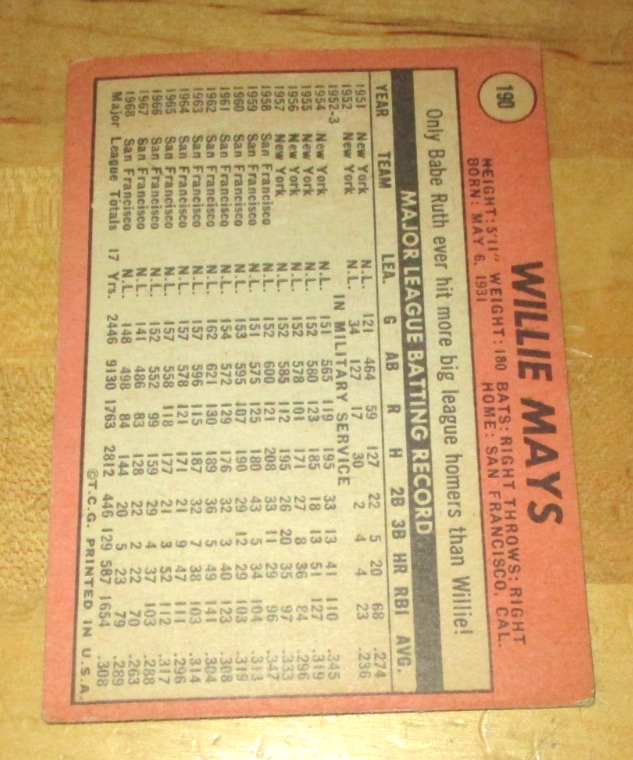 190
WILLIE MAYS
HEIGHT: 5'11" WEIGHT: 180 BATS: RIGHT THROWS: RIGHT
BORN: MAY 6, 1931 HOME: SAN FRANCISCO, CAL.
Only Babe Ruth ever hit more big league homers than Willie!
MAJOR LEAGUE BATTING RECORD
YEAR TEAM LEA. G AB R H 2B 3B HR RBI AVG.
1951 New York N.L. 121 464 59 127 22 5 20 68 .274
1952 New York N.L. 34 127 17 30 2 4 4 23 .236
1952-3 IN MILITARY SERVICE
1954 New York N.L. 151 565 119 195 33 13 41 110 .345
1955 New York N.L. 152 580 123 185 18 13 51 127 .319
1956 New York N.L. 152 578 101 171 27 8 36 84 .296
1957 New York N.L. 152 585 112 195 26 20 35 97 .333
1958 San Francisco N.L. 152 600 121 208 33 11 29 96 .347
1959 San Francisco N.L. 151 575 125 180 43 5 34 104 .313
1960 San Francisco N.L. 153 595 107 190 29 12 29 103 .319
1961 San Francisco N.L. 154 572 129 176 32 3 40 123 .308
1962 San Francisco N.L. 162 621 130 189 36 5 49 141 .304
1963 San Francisco N.L. 157 596 115 187 32 7 38 103 .314
1964 San Francisco N.L. 157 578 121 171 21 9 47 111 .296
1965 San Francisco N.L. 157 558 118 177 21 3 52 112 .317
1966 San Francisco N.L. 152 552 99 159 29 4 37 103 .288
1967 San Francisco N.L. 141 486 83 128 22 2 22 70 .263
1968 San Francisco N.L. 148 498 84 144 20 5 23 79 .289
Major League Totals 17 Yrs. 2446 9130 1763 2812 446 129 587 1654 .308
©T.C.G. PRINTED IN U.S.A.